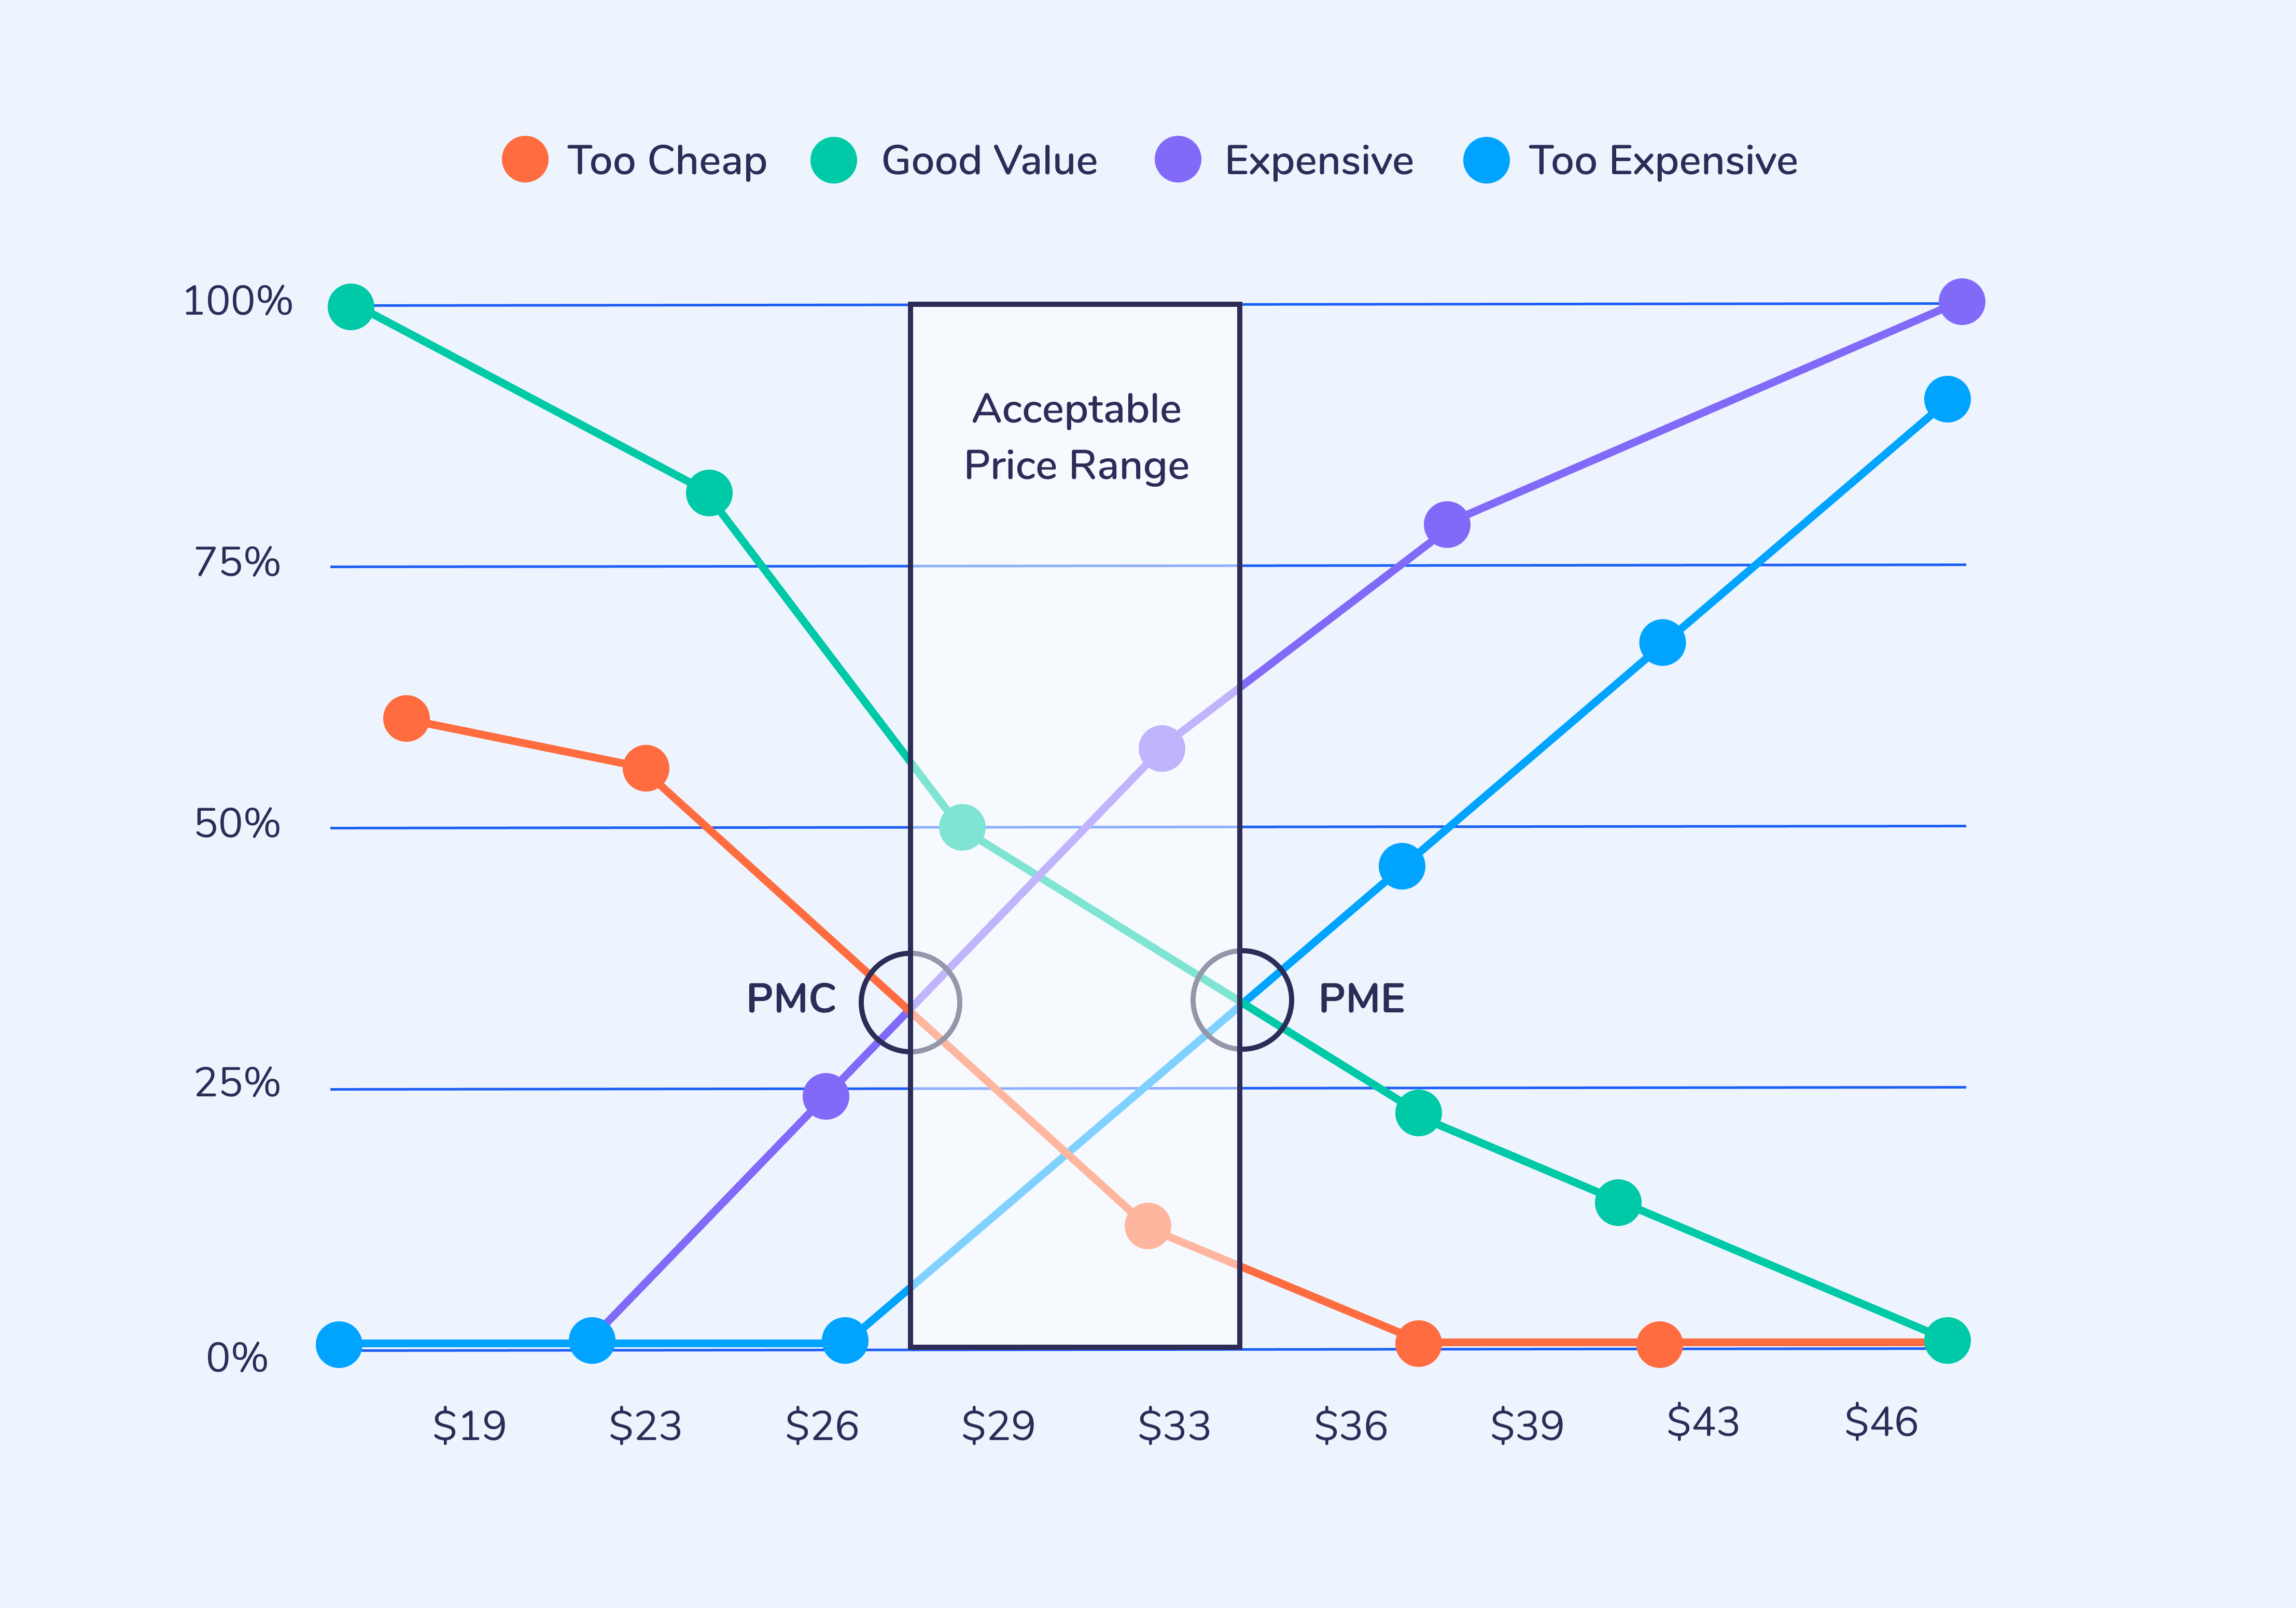 Too Cheap
Good Value
Expensive
Too Expensive
100%
Acceptable
Price Range
75%
50%
PMC
PME
25%
0%
$19
$23
$26
$29
$33
$36
$39
$43
$46